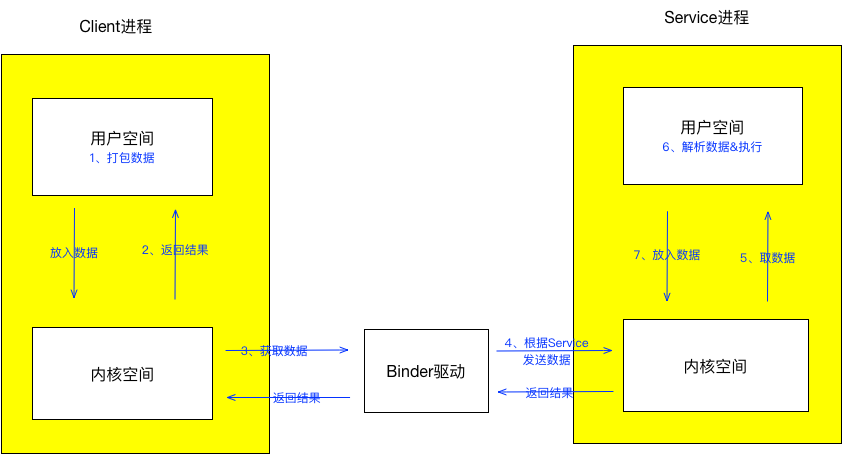 Client进程
Service进程
用户空间
1、打包数据
用户空间
6、解析数据&执行
放入数据
2、返回结果
7、放入数据
5、取数据
3、获取数据
4、根据Service
发送数据
内核空间
Binder驱动
内核空间
返回结果
返回结果